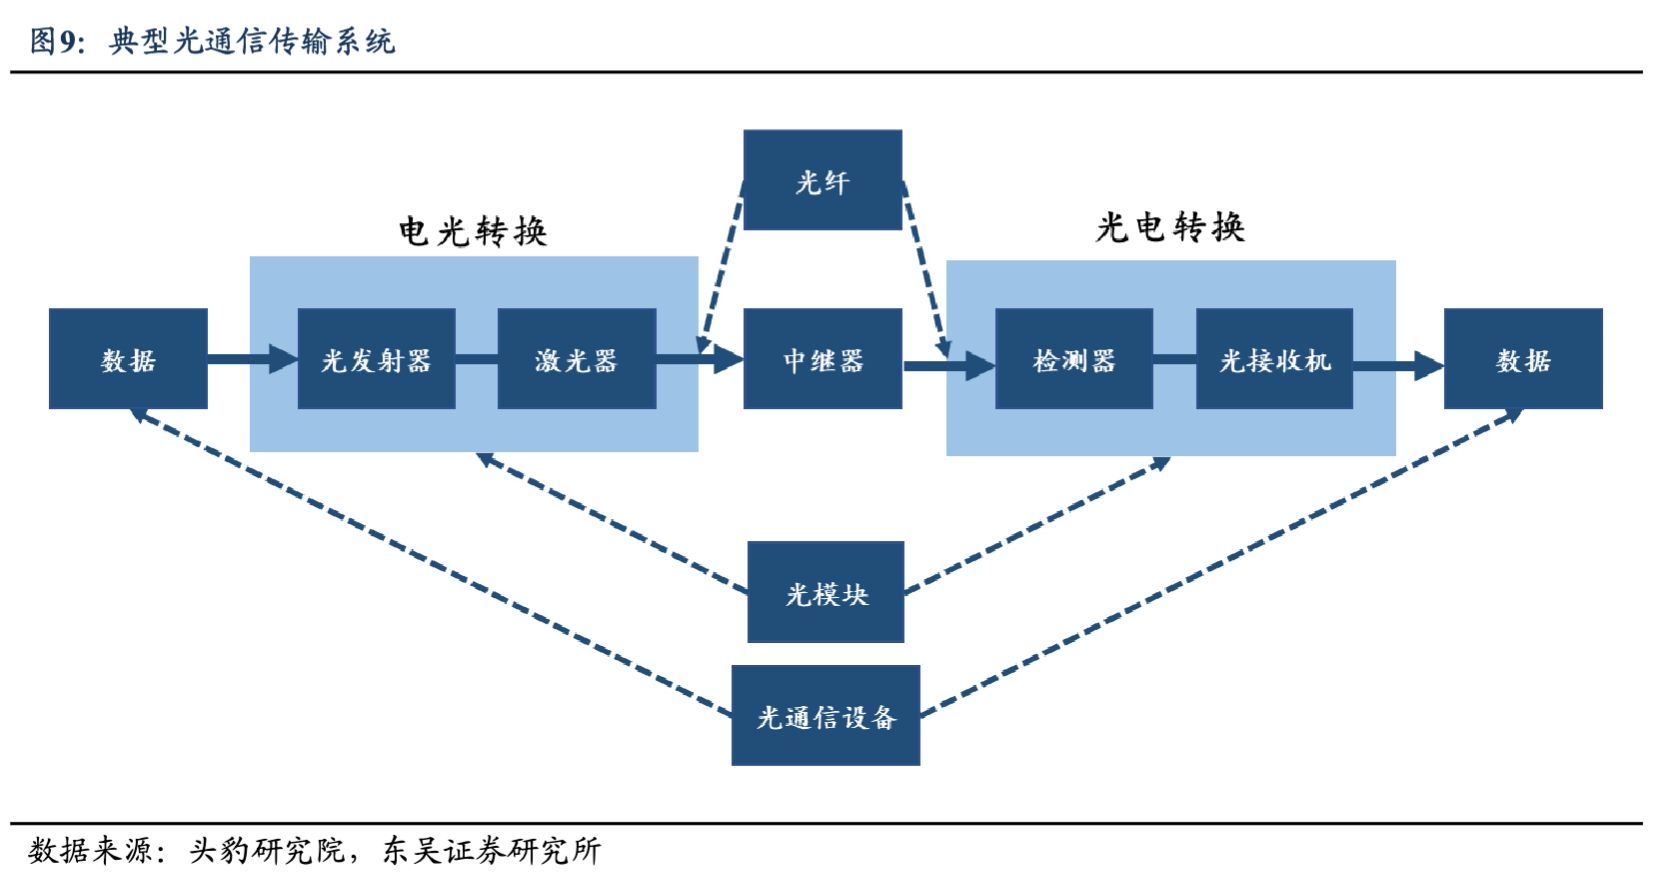 图9：典型光通信传输系统
光纤
电光转换
光电转换
数据
光发射器
激光器
中继器
检测器
光接收机
数据
光模块
光通信设备
数据来源：头豹研究院，东吴证券研究所